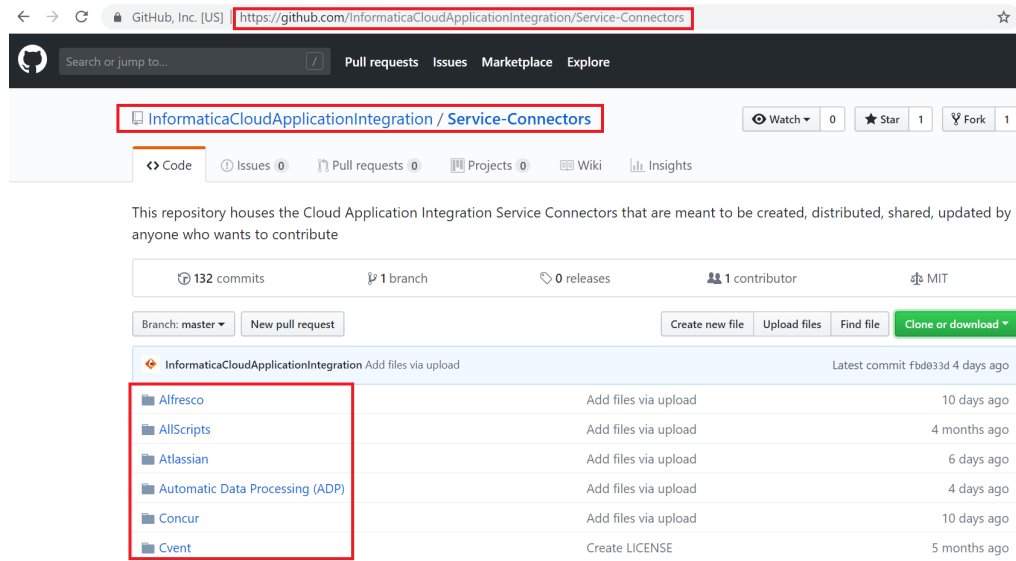 GitHub, Inc. [US] | https://github.com/InformaticaCloudApplicationIntegration/Service-Connectors
Search or jump to... / Pull requests Issues Marketplace Explore
InformaticaCloudApplicationIntegration / Service-Connectors Watch 0 Star 1 Fork 1
Code Issues 0 Pull requests 0 Projects 0 Wiki Insights
This repository houses the Cloud Application Integration Service Connectors that are meant to be created, distributed, shared, updated by
anyone who wants to contribute
132 commits 1 branch 0 releases 1 contributor MIT
Branch: master New pull request Create new file Upload files Find file Clone or download
InformaticaCloudApplicationIntegration Add files via upload Latest commit fbd033d 4 days ago
Alfresco Add files via upload 10 days ago
AllScripts Add files via upload 4 months ago
Atlassian Add files via upload 6 days ago
Automatic Data Processing (ADP) Add files via upload 4 days ago
Concur Add files via upload 10 days ago
Cvent Create LICENSE 5 months ago